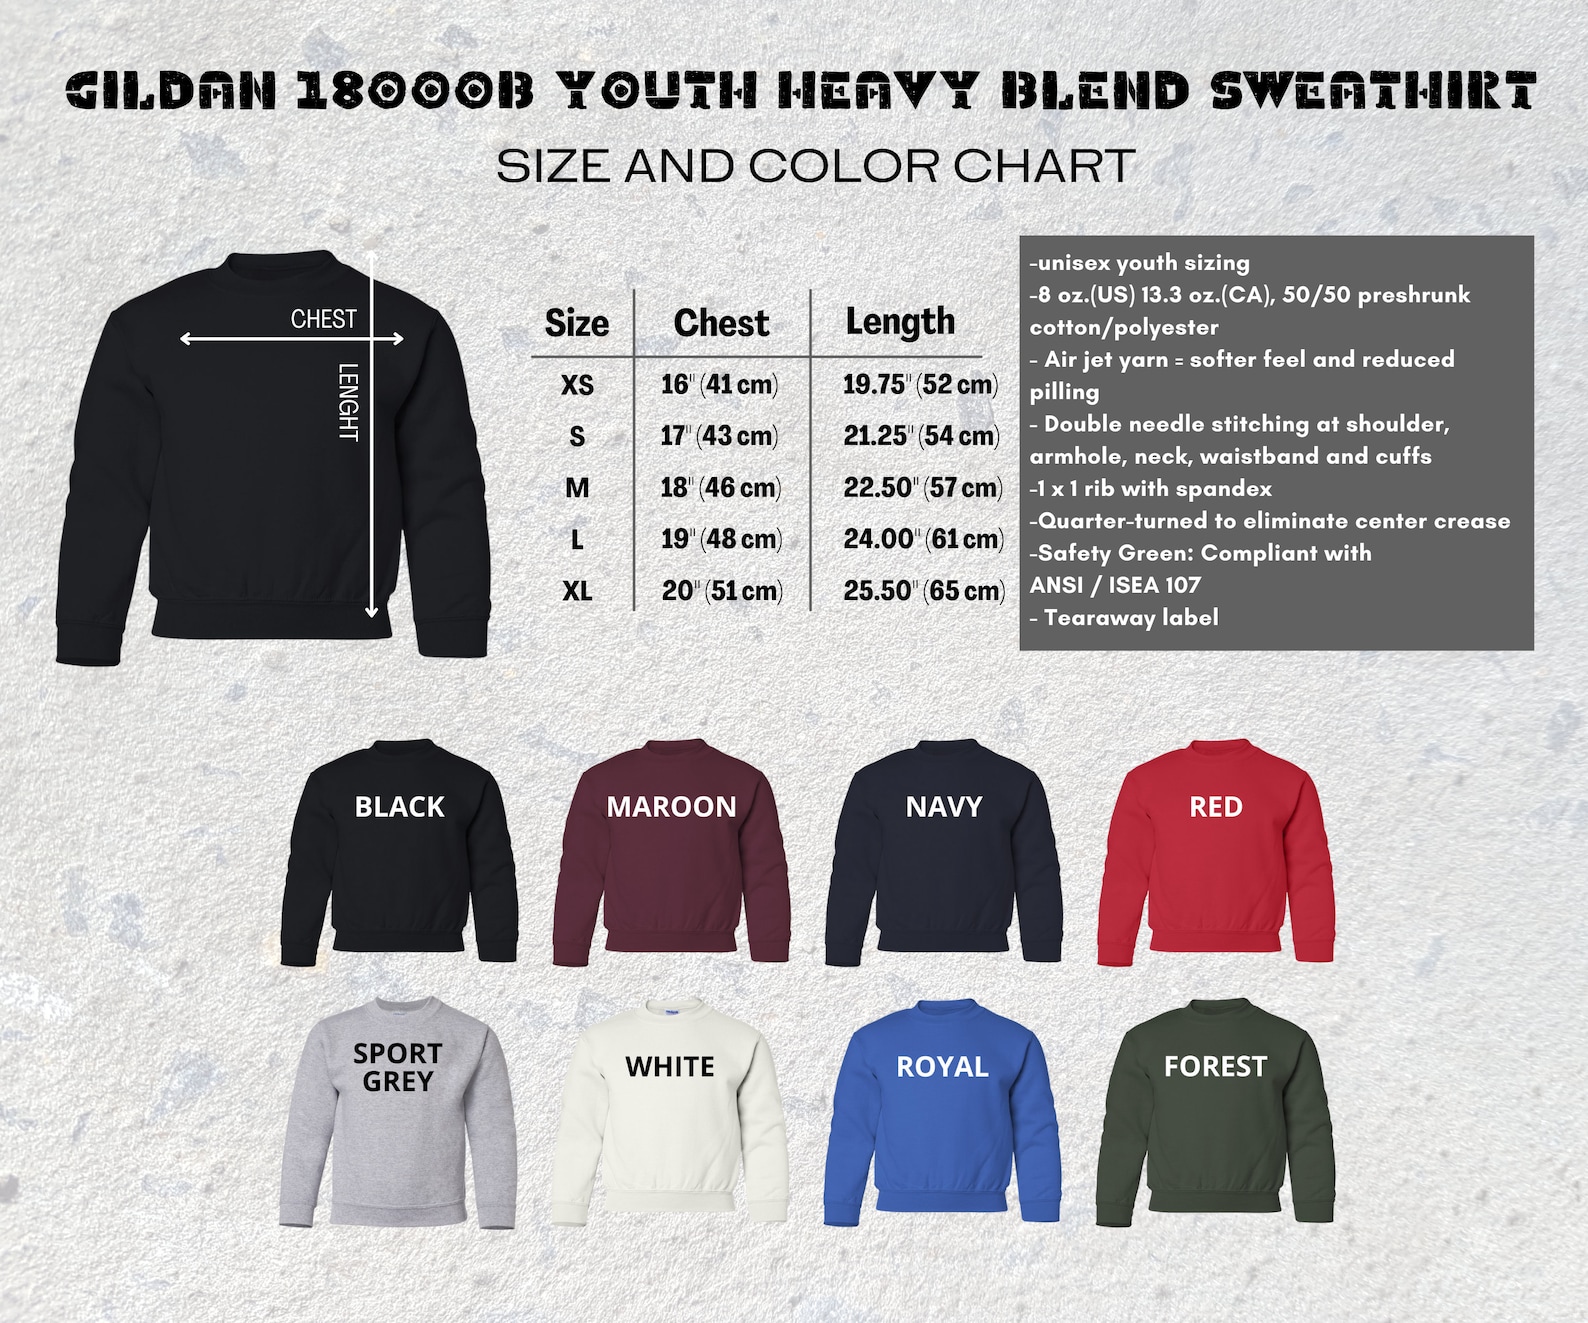 GILDAN 18000B YOUTH HEAVY BLEND SWEATHIRT
SIZE AND COLOR CHART
CHEST
LENGHT
Size Chest Length
XS 16" (41 cm) 19.75" (52 cm)
S 17" (43 cm) 21.25" (54 cm)
M 18" (46 cm) 22.50" (57 cm)
L 19" (48 cm) 24.00" (61 cm)
XL 20" (51 cm) 25.50" (65 cm)
-unisex youth sizing
-8 oz.(US) 13.3 oz.(CA), 50/50 preshrunk
cotton/polyester
- Air jet yarn = softer feel and reduced
pilling
- Double needle stitching at shoulder,
armhole, neck, waistband and cuffs
-1 x 1 rib with spandex
-Quarter-turned to eliminate center crease
-Safety Green: Compliant with
ANSI / ISEA 107
- Tearaway label
BLACK
MAROON
NAVY
RED
SPORT
GREY
WHITE
ROYAL
FOREST